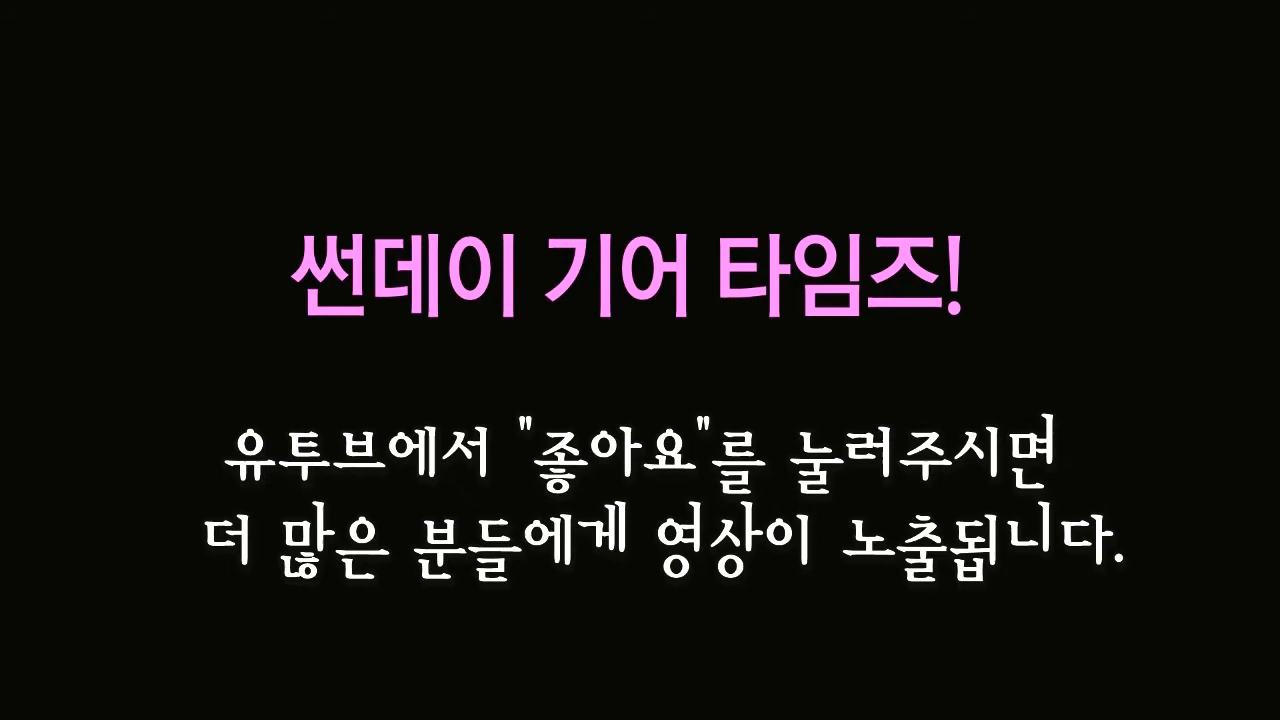 썬데이 기어 타임즈!
유투브에서 "좋아요"를 눌러주시면
더 많은 분들에게 영상이 노출됩니다.